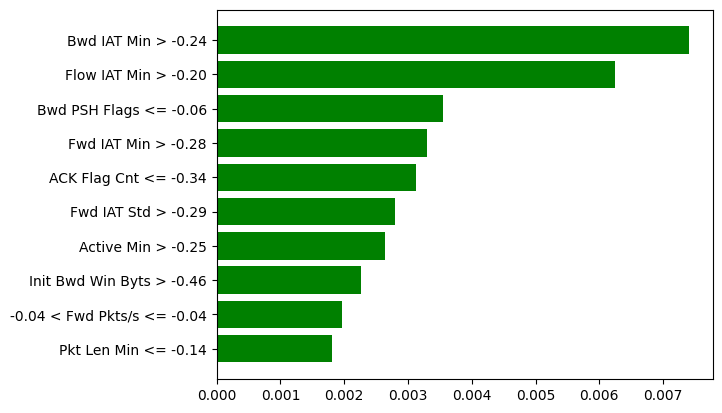 Bwd IAT Min > -0.24
Flow IAT Min > -0.20
Bwd PSH Flags <= -0.06
Fwd IAT Min > -0.28
ACK Flag Cnt <= -0.34
Fwd IAT Std > -0.29
Active Min > -0.25
Init Bwd Win Byts > -0.46
-0.04 < Fwd Pkts/s <= -0.04
Pkt Len Min <= -0.14
0.000 0.001 0.002 0.003 0.004 0.005 0.006 0.007